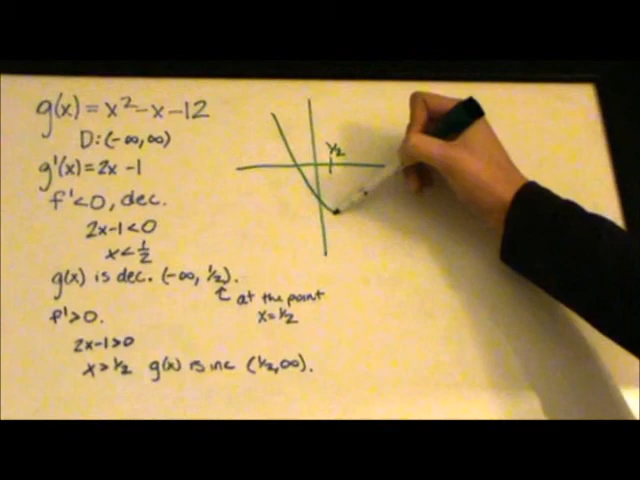 g(x) = x² - x - 12
D: (-∞, ∞)
g'(x) = 2x - 1
f' < 0, dec.
2x-1 < 0
x < 1/2
g(x) is dec. (-∞, 1/2).
↑ at the point
x = 1/2
f' > 0.
2x-1 > 0
x > 1/2 g(x) is inc (1/2, ∞).
1/2